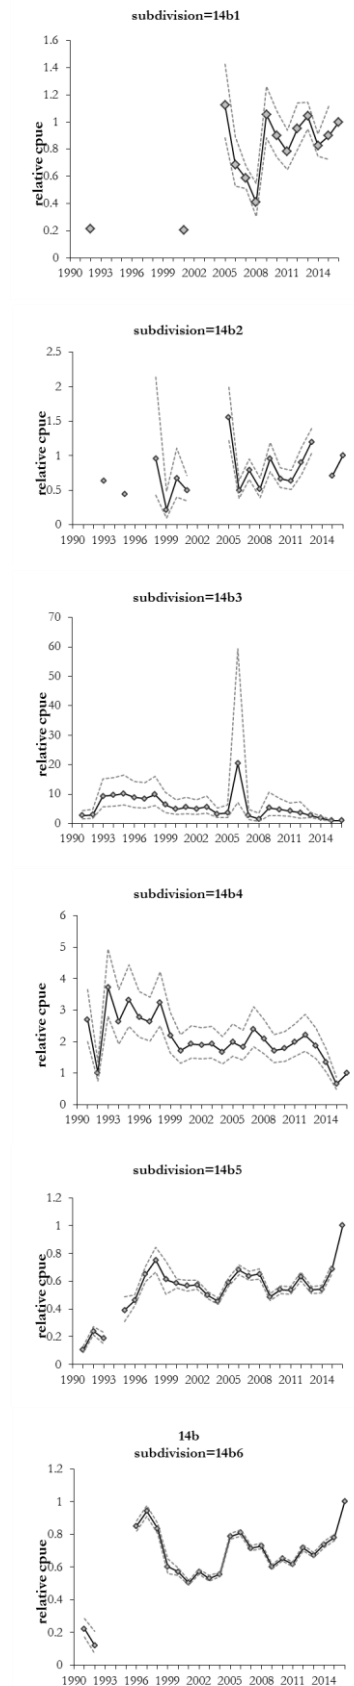 subdivision=14b1
1.6
1.4
1.2
1
0.8
0.6
0.4
0.2
0
relative cpue
1990 1993 1996 1999 2002 2005 2008 2011 2014
subdivision=14b2
2.5
2
1.5
1
0.5
0
relative cpue
1990 1993 1996 1999 2002 2005 2008 2011 2014
subdivision=14b3
70
60
50
40
30
20
10
0
relative cpue
1990 1993 1996 1999 2002 2005 2008 2011 2014
subdivision=14b4
6
5
4
3
2
1
0
relative cpue
1990 1993 1996 1999 2002 2005 2008 2011 2014
subdivision=14b5
1.2
1
0.8
0.6
0.4
0.2
0
relative cpue
1990 1993 1996 1999 2002 2005 2008 2011 2014
14b
subdivision=14b6
1.2
1
0.8
0.6
0.4
0.2
0
relative cpue
1990 1993 1996 1999 2002 2005 2008 2011 2014